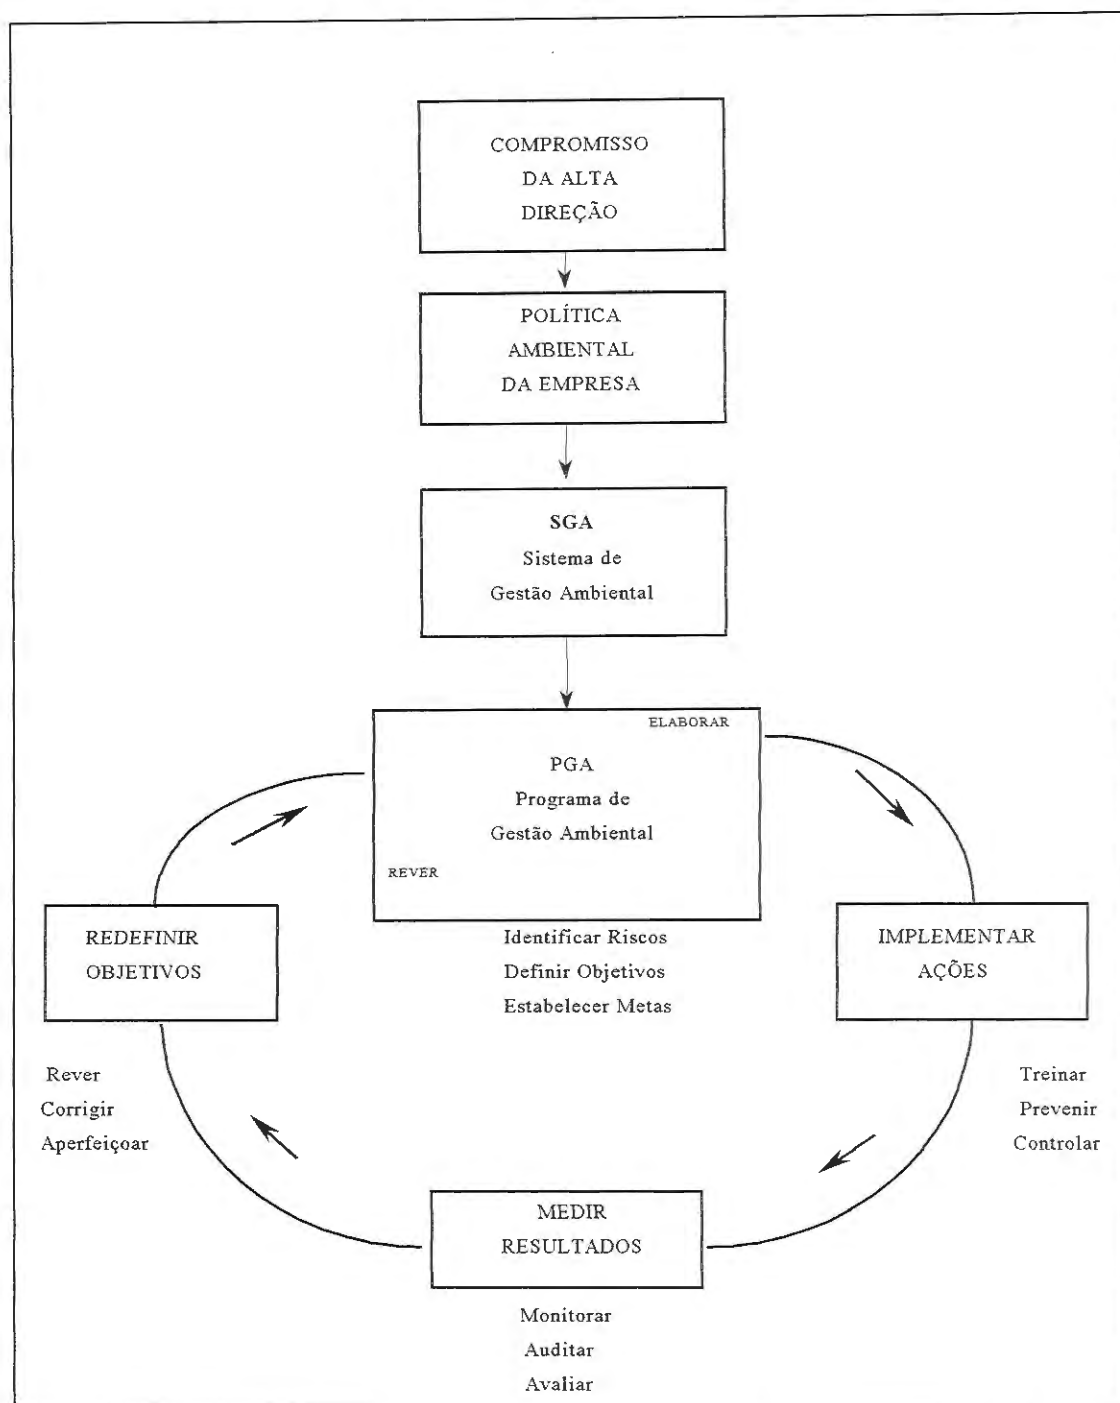 COMPROMISSO
DA ALTA
DIREÇÃO
POLÍTICA
AMBIENTAL
DA EMPRESA
SGA
Sistema de
Gestão Ambiental
ELABORAR
PGA
Programa de
Gestão Ambiental
REVER
Identificar Riscos
Definir Objetivos
Estabelecer Metas
IMPLEMENTAR
AÇÕES
Treinar
Prevenir
Controlar
MEDIR
RESULTADOS
Monitorar
Auditar
Avaliar
REDEFINIR
OBJETIVOS
Rever
Corrigir
Aperfeiçoar